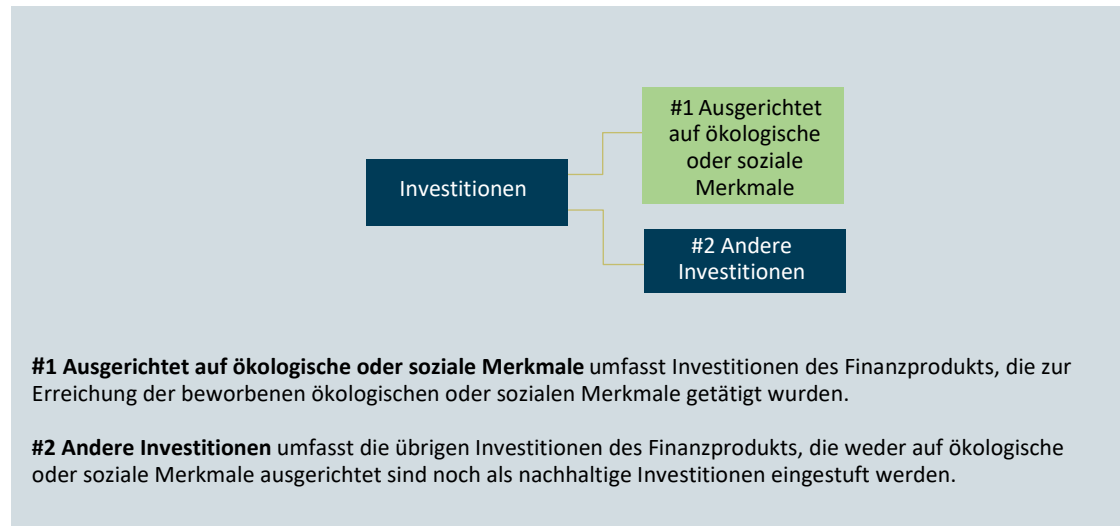 #1 Ausgerichtet
auf ökologische
oder soziale
Merkmale
Investitionen
#2 Andere
Investitionen
#1 Ausgerichtet auf ökologische oder soziale Merkmale umfasst Investitionen des Finanzprodukts, die zur
Erreichung der beworbenen ökologischen oder sozialen Merkmale getätigt wurden.
#2 Andere Investitionen umfasst die übrigen Investitionen des Finanzprodukts, die weder auf ökologische
oder soziale Merkmale ausgerichtet sind noch als nachhaltige Investitionen eingestuft werden.